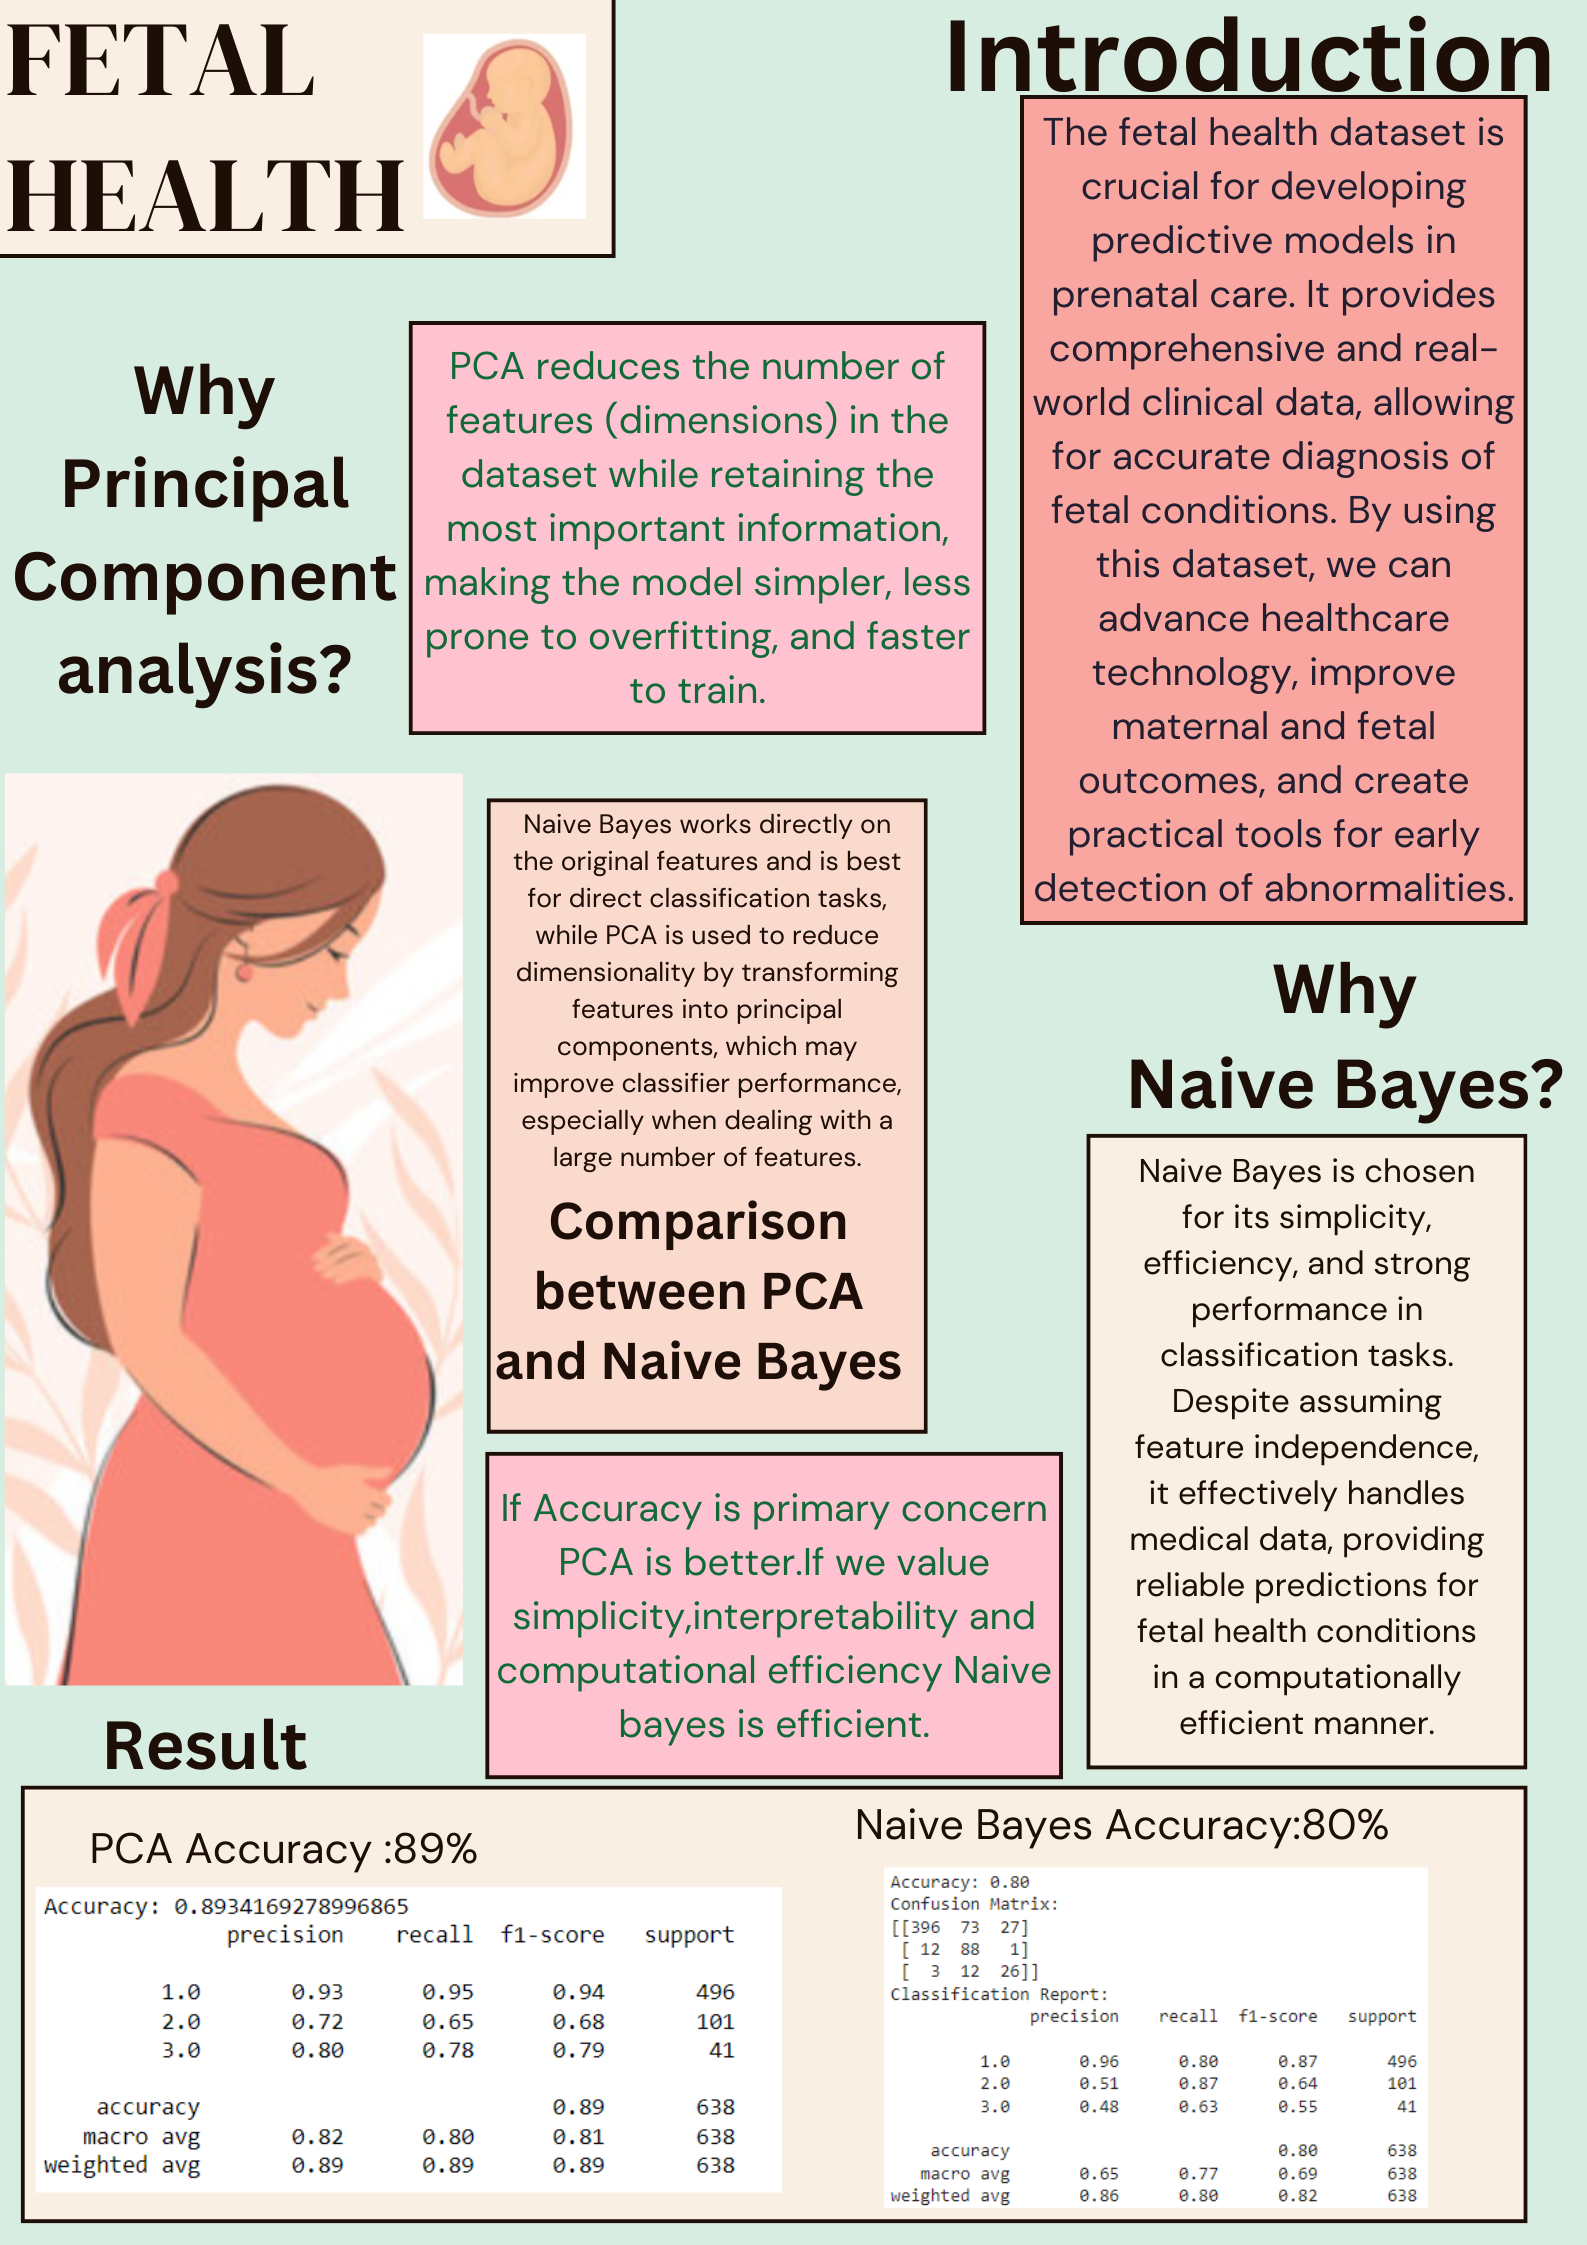 FETAL
HEALTH
Introduction
The fetal health dataset is
crucial for developing
predictive models in
prenatal care. It provides
comprehensive and real-
world clinical data, allowing
for accurate diagnosis of
fetal conditions. By using
this dataset, we can
advance healthcare
technology, improve
maternal and fetal
outcomes, and create
practical tools for early
detection of abnormalities.
Why
Principal
Component
analysis?
PCA reduces the number of
features (dimensions) in the
dataset while retaining the
most important information,
making the model simpler, less
prone to overfitting, and faster
to train.
Naive Bayes works directly on
the original features and is best
for direct classification tasks,
while PCA is used to reduce
dimensionality by transforming
features into principal
components, which may
improve classifier performance,
especially when dealing with a
large number of features.
Comparison
between PCA
and Naive Bayes
Why
Naive Bayes?
Naive Bayes is chosen
for its simplicity,
efficiency, and strong
performance in
classification tasks.
Despite assuming
feature independence,
it effectively handles
medical data, providing
reliable predictions for
fetal health conditions
in a computationally
efficient manner.
If Accuracy is primary concern
PCA is better.If we value
simplicity,interpretability and
computational efficiency Naive
bayes is efficient.
Result
PCA Accuracy :89%
Accuracy: 0.8934169278996865
precision recall f1-score support
1.0 0.93 0.95 0.94 496
2.0 0.72 0.65 0.68 101
3.0 0.80 0.78 0.79 41
accuracy 0.89 638
macro avg 0.82 0.80 0.81 638
weighted avg 0.89 0.89 0.89 638
Naive Bayes Accuracy:80%
Accuracy: 0.80
Confusion Matrix:
[[396 73 27]
[ 12 88 1]
[ 3 12 26]]
Classification Report:
precision recall f1-score support
1.0 0.96 0.80 0.87 496
2.0 0.51 0.87 0.64 101
3.0 0.48 0.63 0.55 41
accuracy 0.80 638
macro avg 0.65 0.77 0.69 638
weighted avg 0.86 0.80 0.82 638